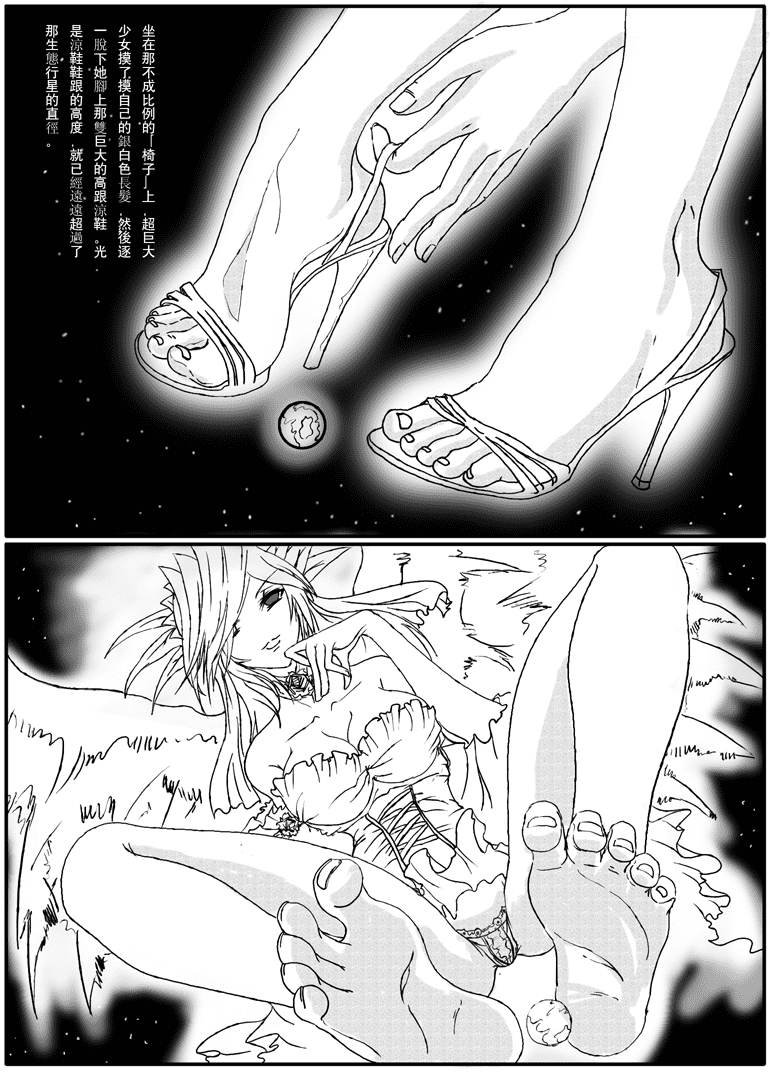 坐在那不成比例的「椅子」上，超巨大
少女摸了摸自己的銀白色長髮，然後逐
一脫下她腳上那雙巨大的高跟涼鞋。光
是涼鞋鞋跟的高度，就已經遠遠超過了
那生態行星的直徑。